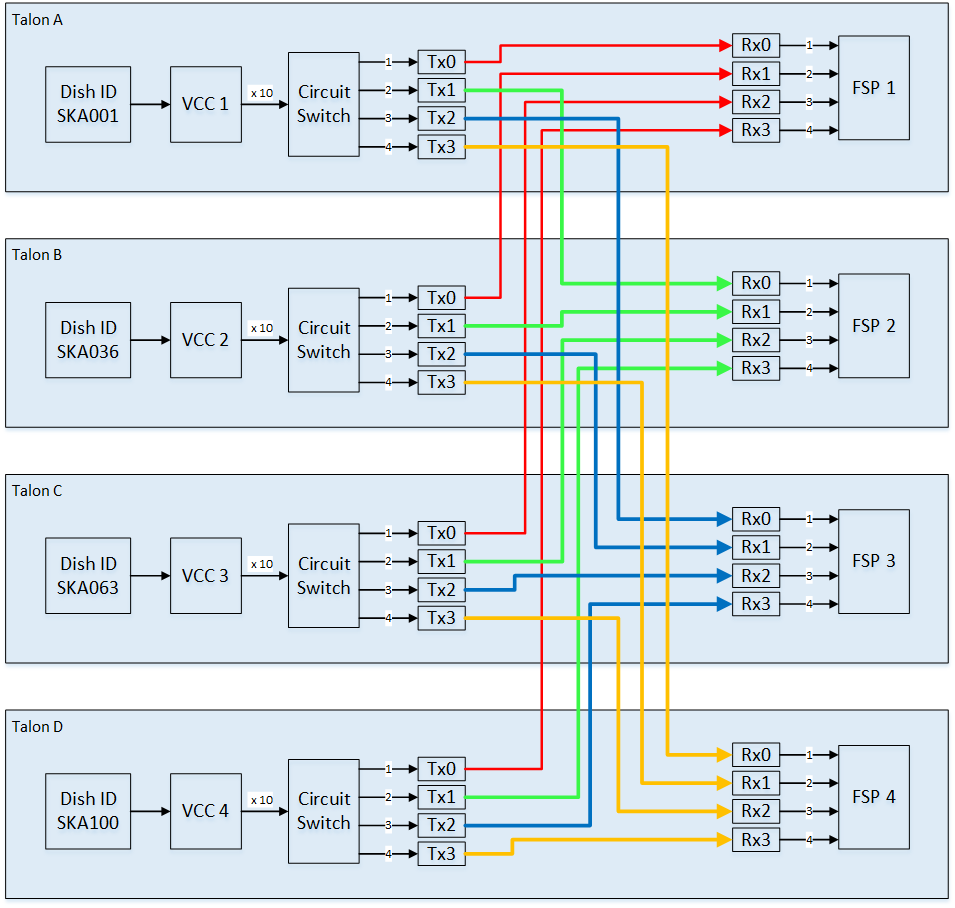 Talon A
Dish ID
SKA001
VCC 1
x 10
Circuit
Switch
1
2
3
4
Tx0
Tx1
Tx2
Tx3
Rx0
Rx1
Rx2
Rx3
1
2
3
4
FSP 1
Talon B
Dish ID
SKA036
VCC 2
x 10
Circuit
Switch
1
2
3
4
Tx0
Tx1
Tx2
Tx3
Rx0
Rx1
Rx2
Rx3
1
2
3
4
FSP 2
Talon C
Dish ID
SKA063
VCC 3
x 10
Circuit
Switch
1
2
3
4
Tx0
Tx1
Tx2
Tx3
Rx0
Rx1
Rx2
Rx3
1
2
3
4
FSP 3
Talon D
Dish ID
SKA100
VCC 4
x 10
Circuit
Switch
1
2
3
4
Tx0
Tx1
Tx2
Tx3
Rx0
Rx1
Rx2
Rx3
1
2
3
4
FSP 4